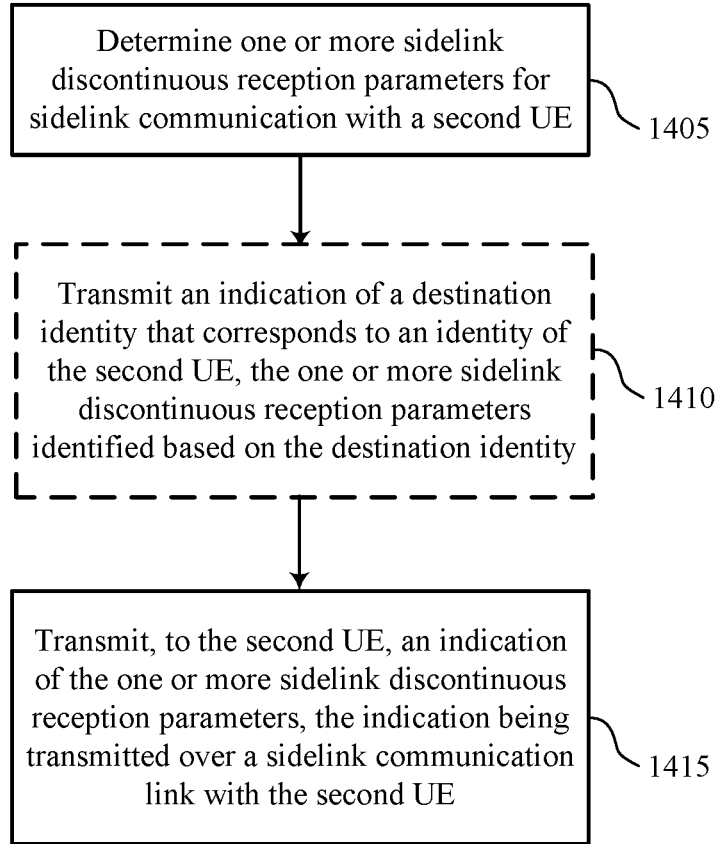 Determine one or more sidelink
discontinuous reception parameters for
sidelink communication with a second UE
1405
Transmit an indication of a destination
identity that corresponds to an identity of
the second UE, the one or more sidelink
discontinuous reception parameters
identified based on the destination identity
1410
Transmit, to the second UE, an indication
of the one or more sidelink discontinuous
reception parameters, the indication being
transmitted over a sidelink communication
link with the second UE
1415